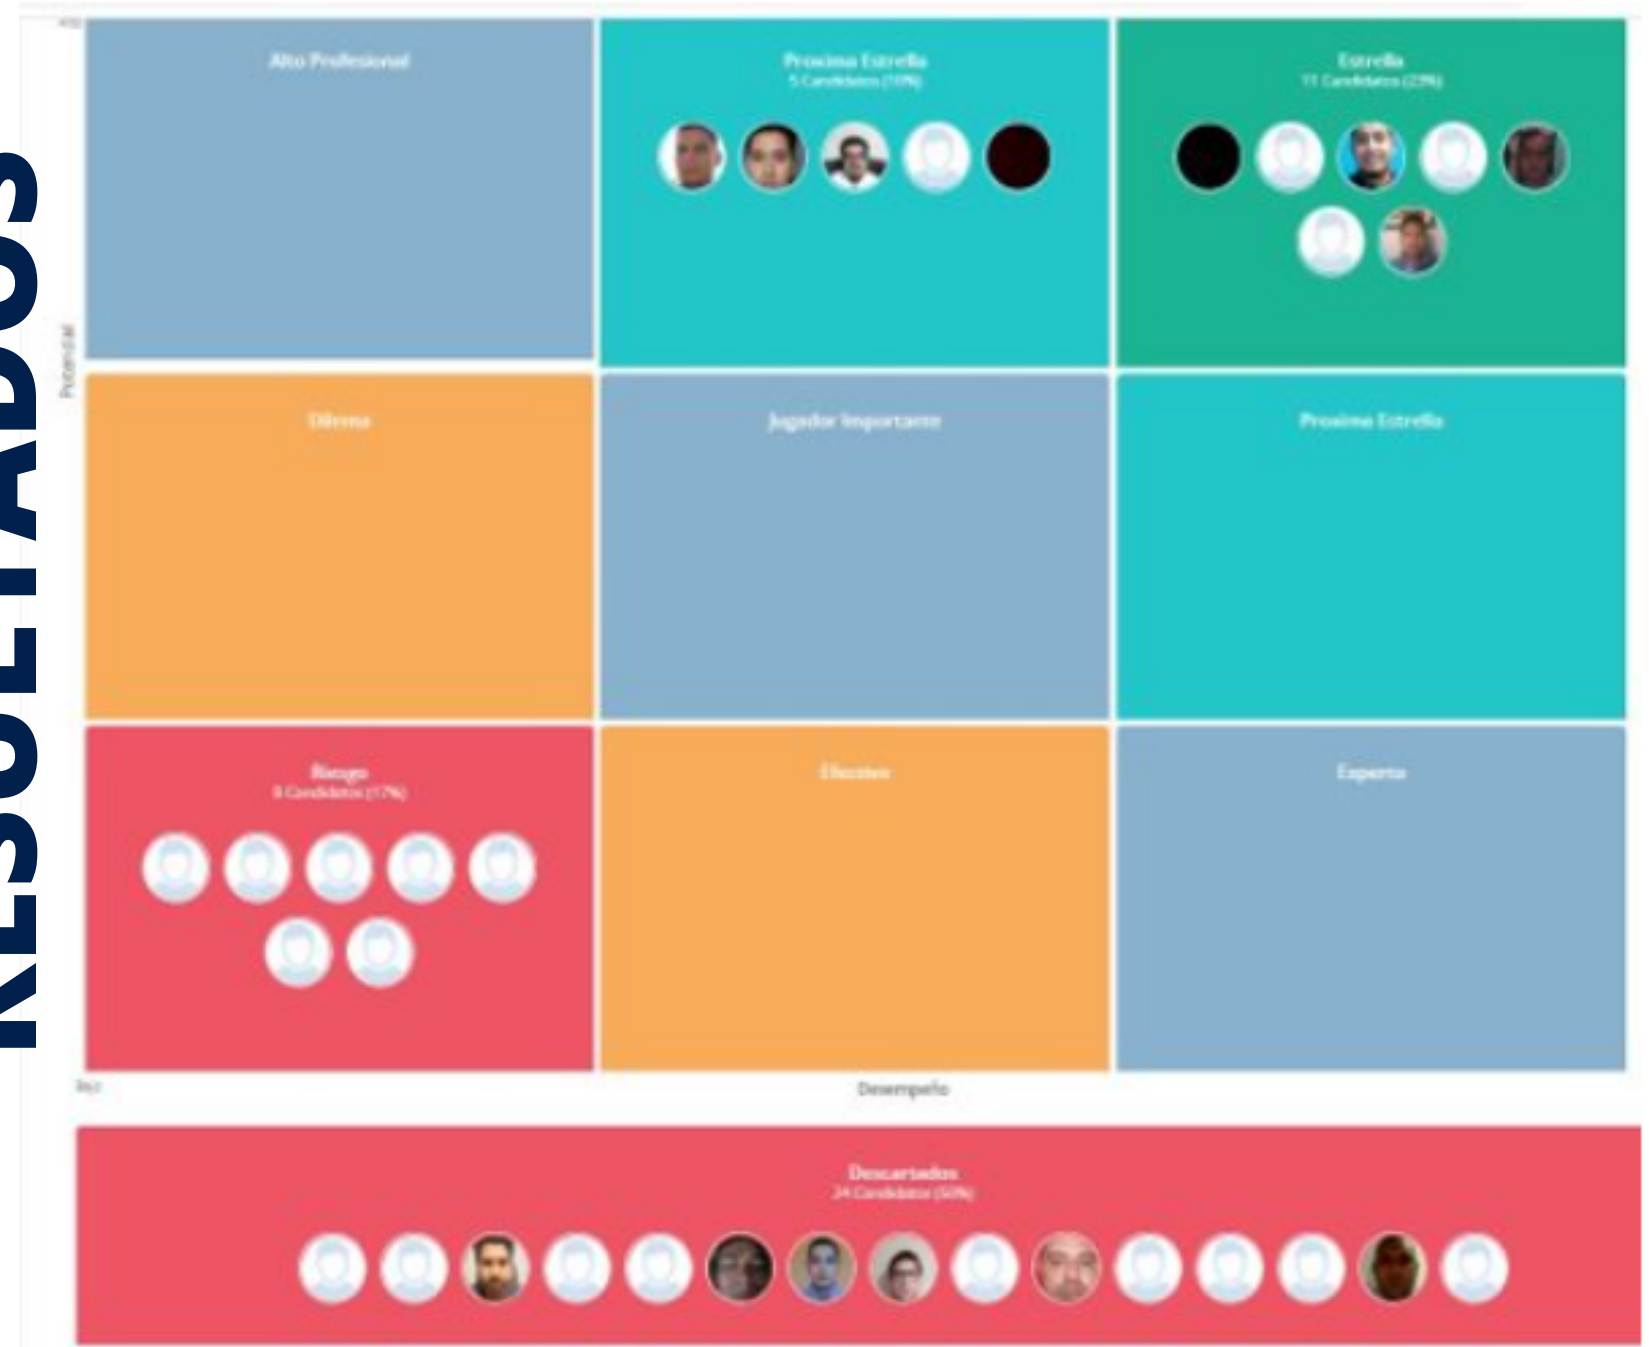 RESULTADOS
Alto Profesional
Proxima Estrella
5 Candidatos (10%)
Estrella
11 Candidatos (23%)
Potencial
Dilema
Jugador Importante
Proxima Estrella
Riesgo
8 Candidatos (17%)
Efectivo
Experto
Desempeño
Descartados
24 Candidatos (50%)